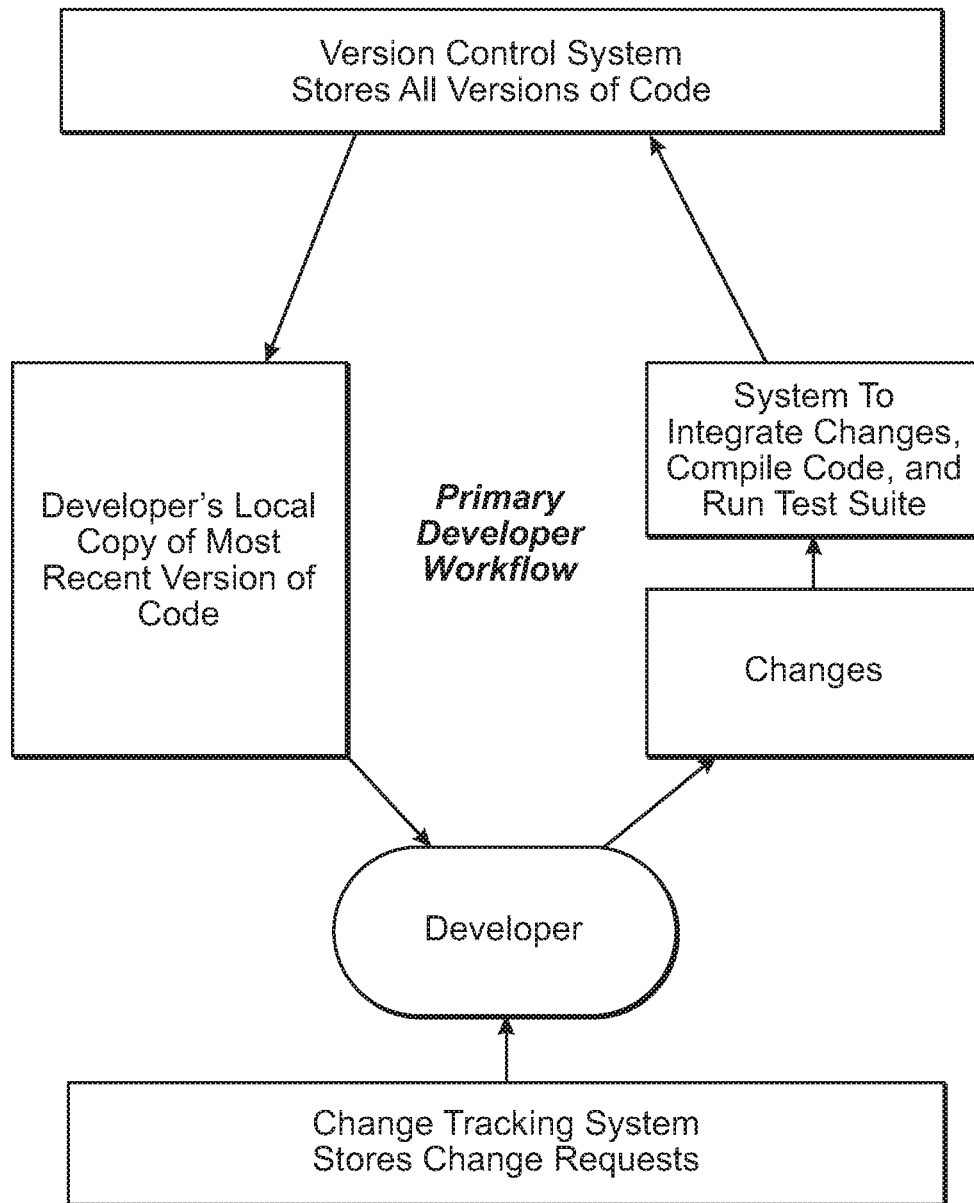 Version Control System
Stores All Versions of Code
Developer's Local
Copy of Most
Recent Version of
Code
Primary
Developer
Workflow
System To
Integrate Changes,
Compile Code, and
Run Test Suite
Changes
Developer
Change Tracking System
Stores Change Requests